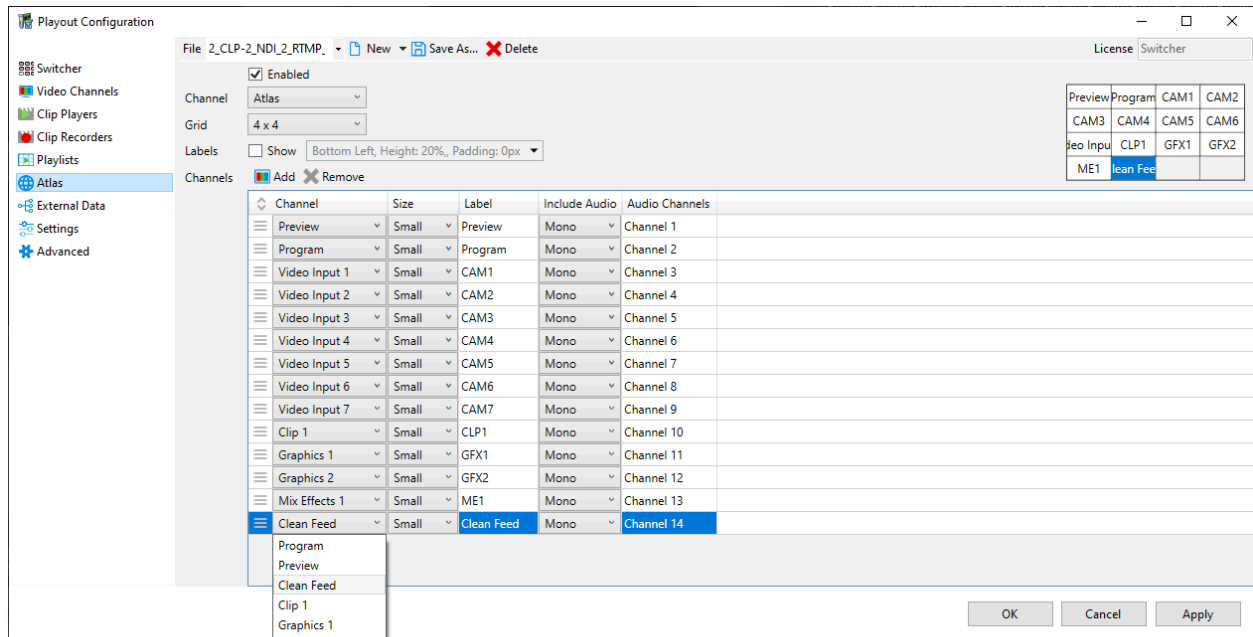 Playout Configuration
File 2_CLP-2_NDI_2_RTMP_ New Save As... Delete License Switcher
Switcher
Video Channels
Clip Players
Clip Recorders
Playlists
Atlas
External Data
Settings
Advanced
Enabled
Channel Atlas
Grid 4 x 4
Labels Show Bottom Left, Height: 20%,, Padding: 0px
Channels Add Remove
Preview Program CAM1 CAM2
CAM3 CAM4 CAM5 CAM6
deo Inpu CLP1 GFX1 GFX2
ME1 lean Fee
Channel Size Label Include Audio Audio Channels
Preview Small Preview Mono Channel 1
Program Small Program Mono Channel 2
Video Input 1 Small CAM1 Mono Channel 3
Video Input 2 Small CAM2 Mono Channel 4
Video Input 3 Small CAM3 Mono Channel 5
Video Input 4 Small CAM4 Mono Channel 6
Video Input 5 Small CAM5 Mono Channel 7
Video Input 6 Small CAM6 Mono Channel 8
Video Input 7 Small CAM7 Mono Channel 9
Clip 1 Small CLP1 Mono Channel 10
Graphics 1 Small GFX1 Mono Channel 11
Graphics 2 Small GFX2 Mono Channel 12
Mix Effects 1 Small ME1 Mono Channel 13
Clean Feed Small Clean Feed Mono Channel 14
Program
Preview
Clean Feed
Clip 1
Graphics 1
OK Cancel Apply